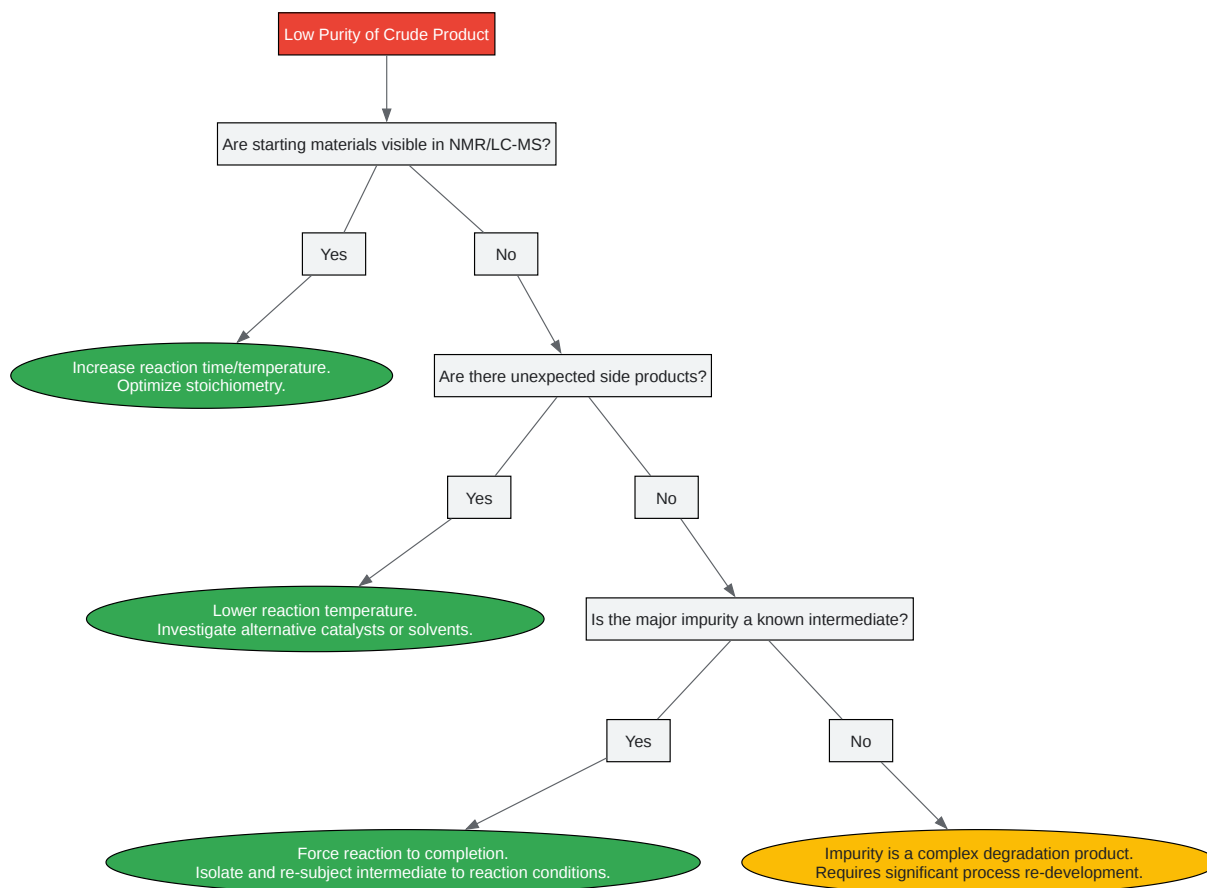 Low Purity of Crude Product
Are starting materials visible in NMR/LC-MS?
Yes
No
Increase reaction time/temperature.
Optimize stoichiometry.
Are there unexpected side products?
Yes
No
Lower reaction temperature.
Investigate alternative catalysts or solvents.
Is the major impurity a known intermediate?
Yes
No
Force reaction to completion.
Isolate and re-subject intermediate to reaction conditions.
Impurity is a complex degradation product.
Requires significant process re-development.